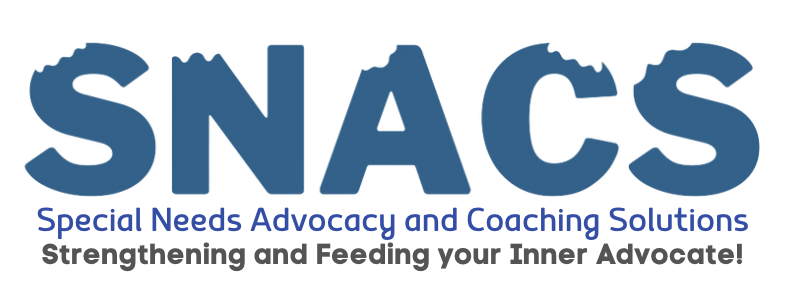 SNACS
Special Needs Advocacy and Coaching Solutions
Strengthening and Feeding your Inner Advocate!